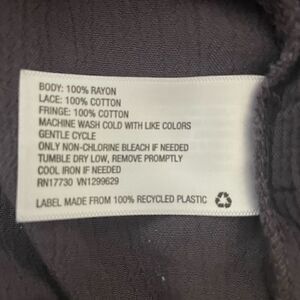 BODY: 100% RAYON
LACE: 100% COTTON
FRINGE: 100% COTTON
MACHINE WASH COLD WITH LIKE COLORS
GENTLE CYCLE
ONLY NON-CHLORINE BLEACH IF NEEDED
TUMBLE DRY LOW, REMOVE PROMPTLY
COOL IRON IF NEEDED
RN17730 VN1299629
LABEL MADE FROM 100% RECYCLED PLASTIC